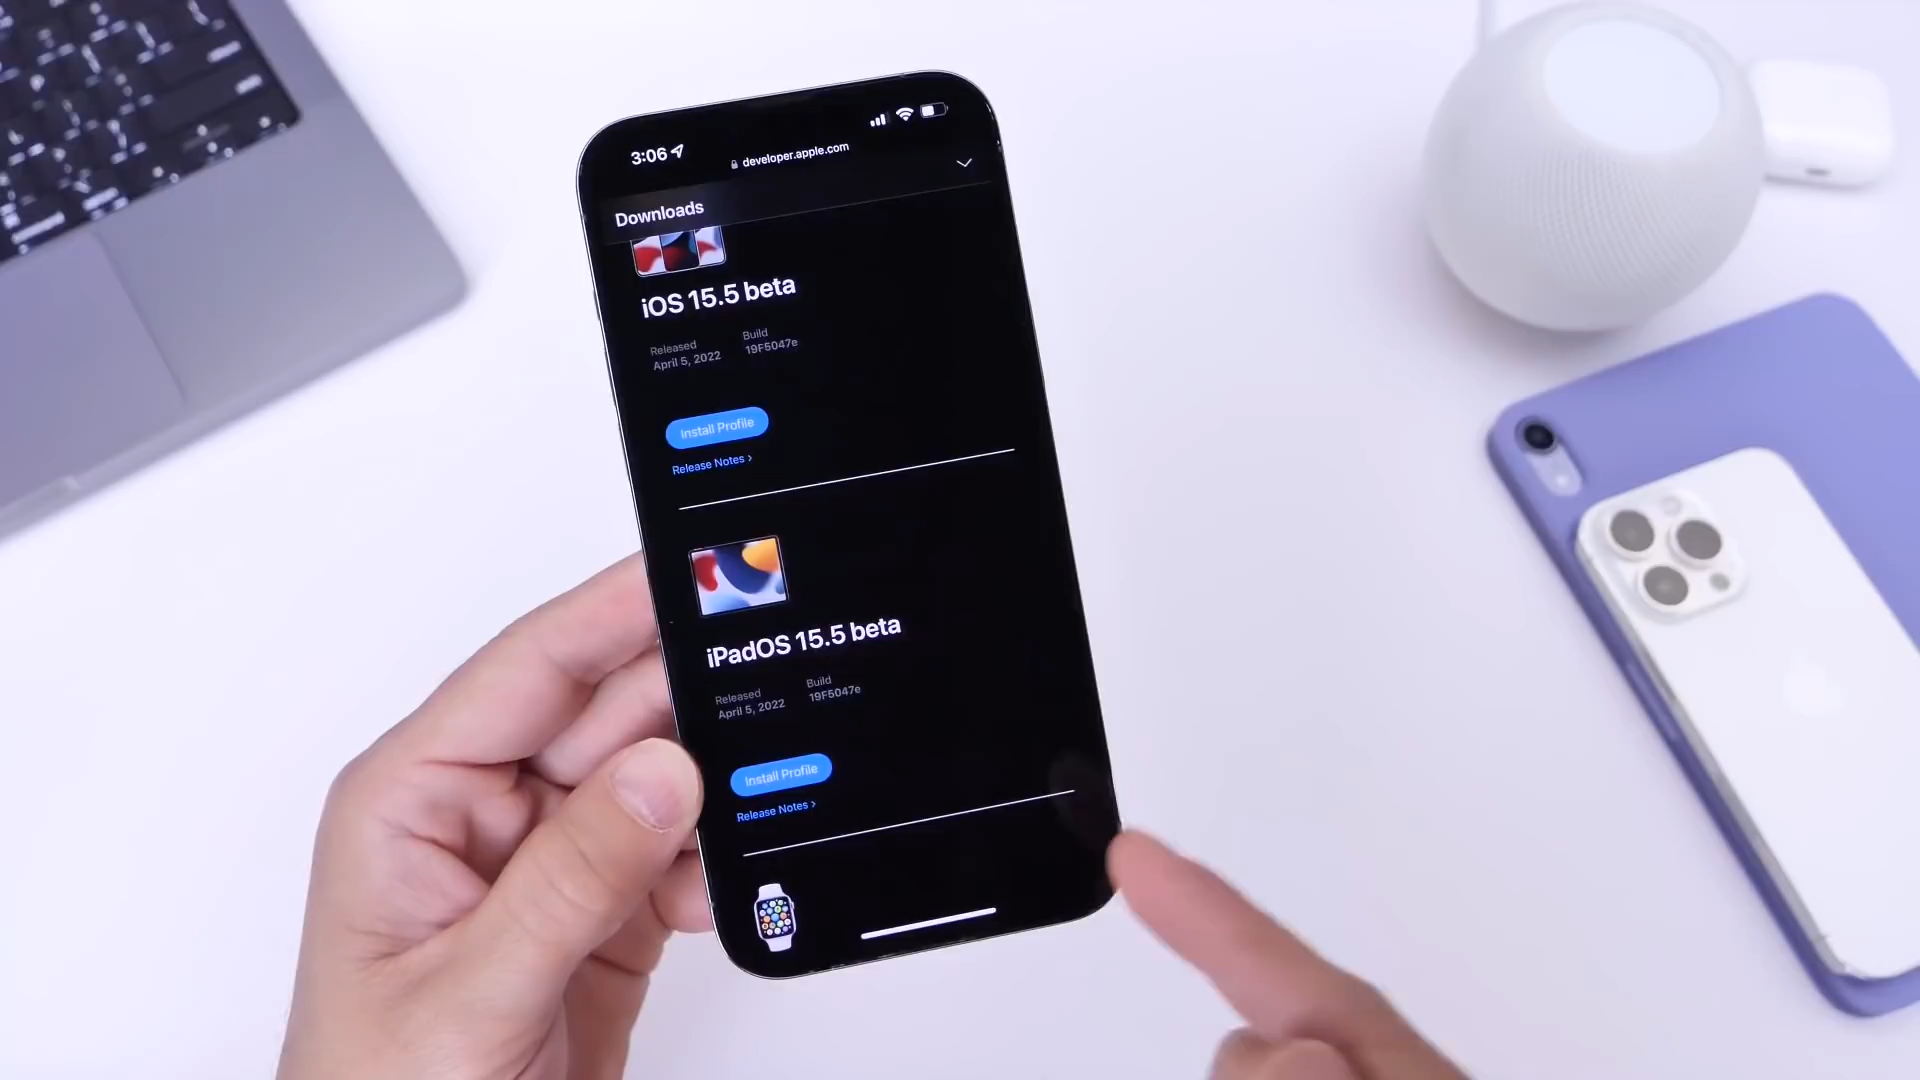 3:06
developer.apple.com
Downloads
iOS 15.5 beta
Released Build
April 5, 2022 19F5047e
Install Profile
Release Notes >
iPadOS 15.5 beta
Released Build
April 5, 2022 19F5047e
Install Profile
Release Notes >